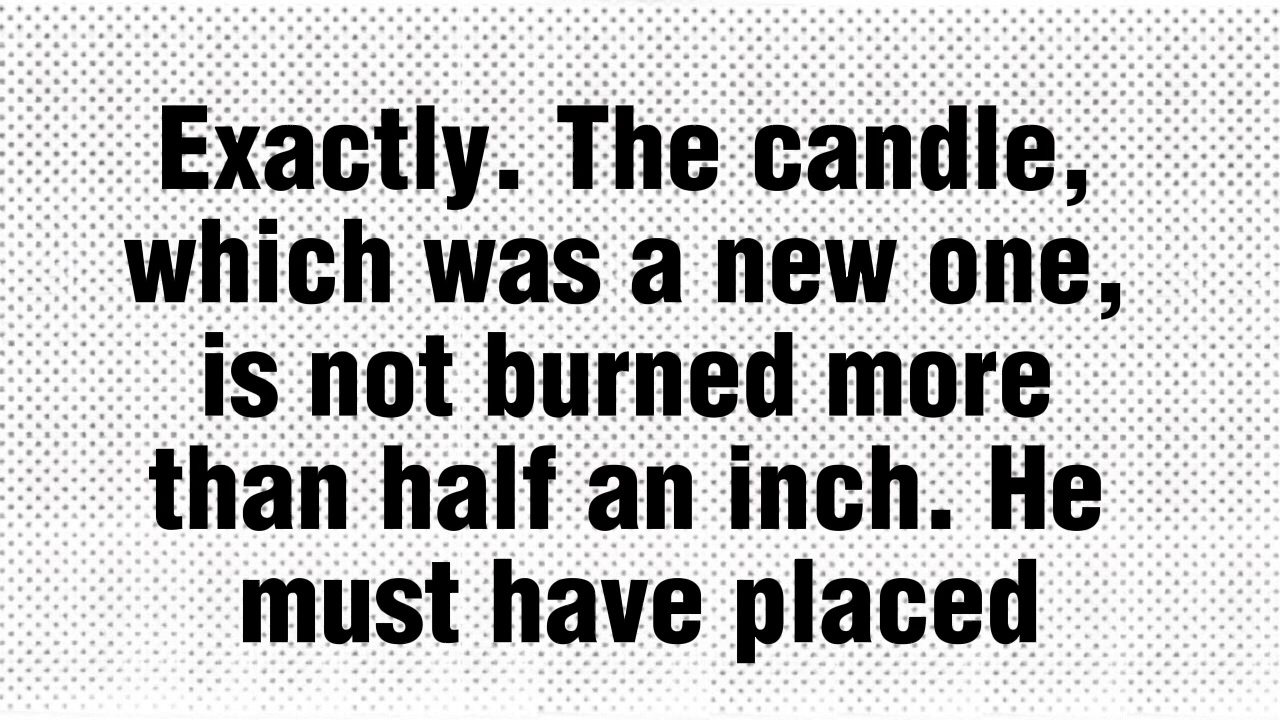 Exactly. The candle,
which was a new one,
is not burned more
than half an inch. He
must have placed